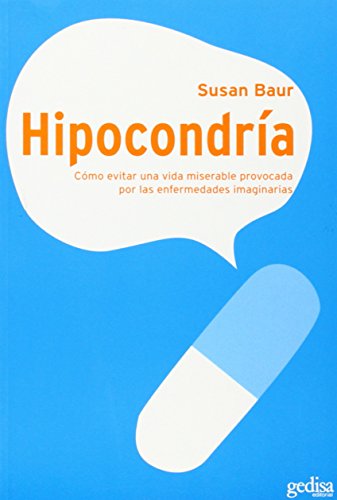 Susan Baur
Hipocondría
Cómo evitar una vida miserable provocada
por las enfermedades imaginarias
gedisa
editorial